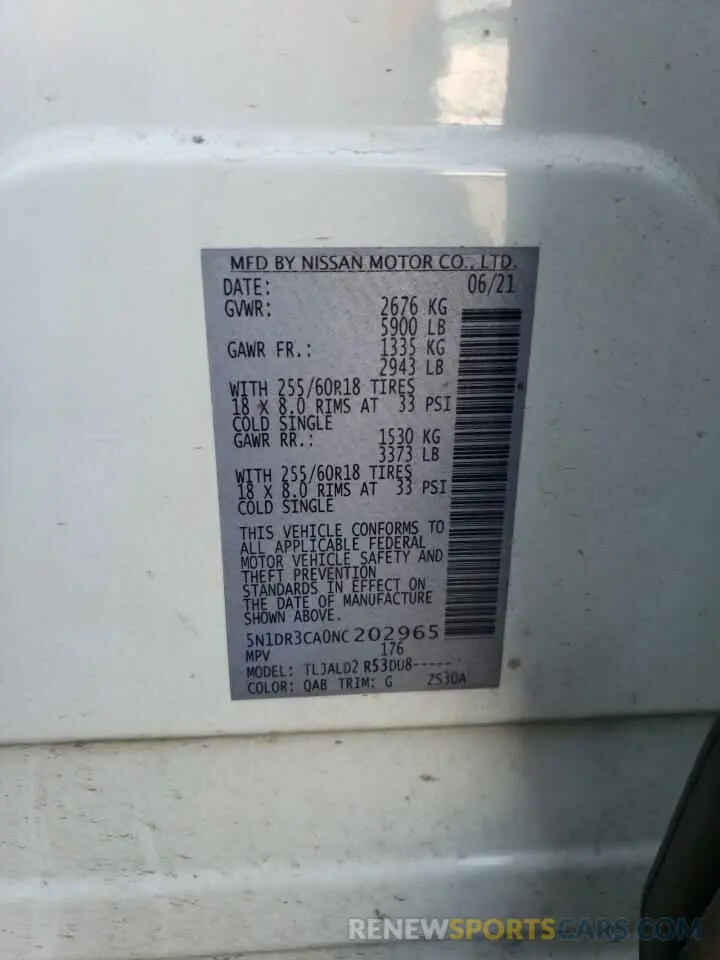 MFD BY NISSAN MOTOR CO., LTD.
DATE: 06/21
GVWR: 2676 KG
5900 LB
GAWR FR.: 1335 KG
2943 LB
WITH 255/60R18 TIRES
18 X 8.0 RIMS AT 33 PSI
COLD SINGLE
GAWR RR.: 1530 KG
3373 LB
WITH 255/60R18 TIRES
18 X 8.0 RIMS AT 33 PSI
COLD SINGLE
THIS VEHICLE CONFORMS TO
ALL APPLICABLE FEDERAL
MOTOR VEHICLE SAFETY AND
THEFT PREVENTION
STANDARDS IN EFFECT ON
THE DATE OF MANUFACTURE
SHOWN ABOVE.
5N1DR3CA0NC202965
MPV 176
MODEL: TLJALD2 R53DU8-----
COLOR: QAB TRIM: G ZS30A
RENEWSPORTSCARS.COM